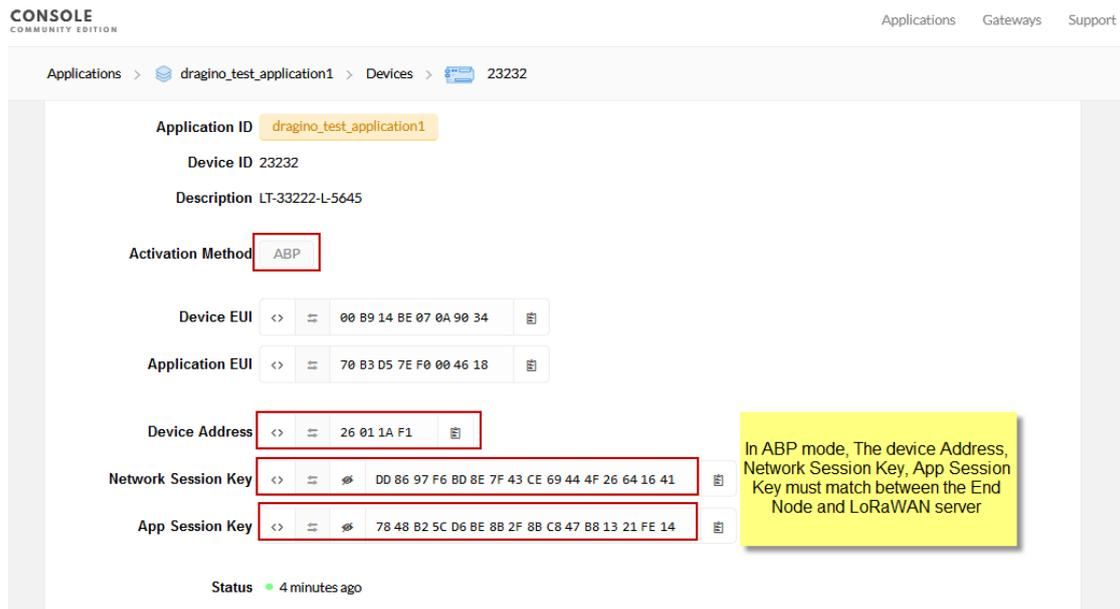 CONSOLE
COMMUNITY EDITION
Applications Gateways Support
Applications > dragino_test_application1 > Devices > 23232
Application ID dragino_test_application1
Device ID 23232
Description LT-33222-L-5645
Activation Method ABP
Device EUI <> 00 B9 14 BE 07 0A 90 34
Application EUI <> 70 B3 D5 7E F0 00 46 18
Device Address <> 26 01 1A F1
Network Session Key <> DD 86 97 F6 BD 8E 7F 43 CE 69 44 4F 26 64 16 41
App Session Key <> 78 48 B2 5C D6 BE 8B 2F 8B C8 47 B8 13 21 FE 14
In ABP mode, The device Address,
Network Session Key, App Session
Key must match between the End
Node and LoRaWAN server
Status 4 minutes ago